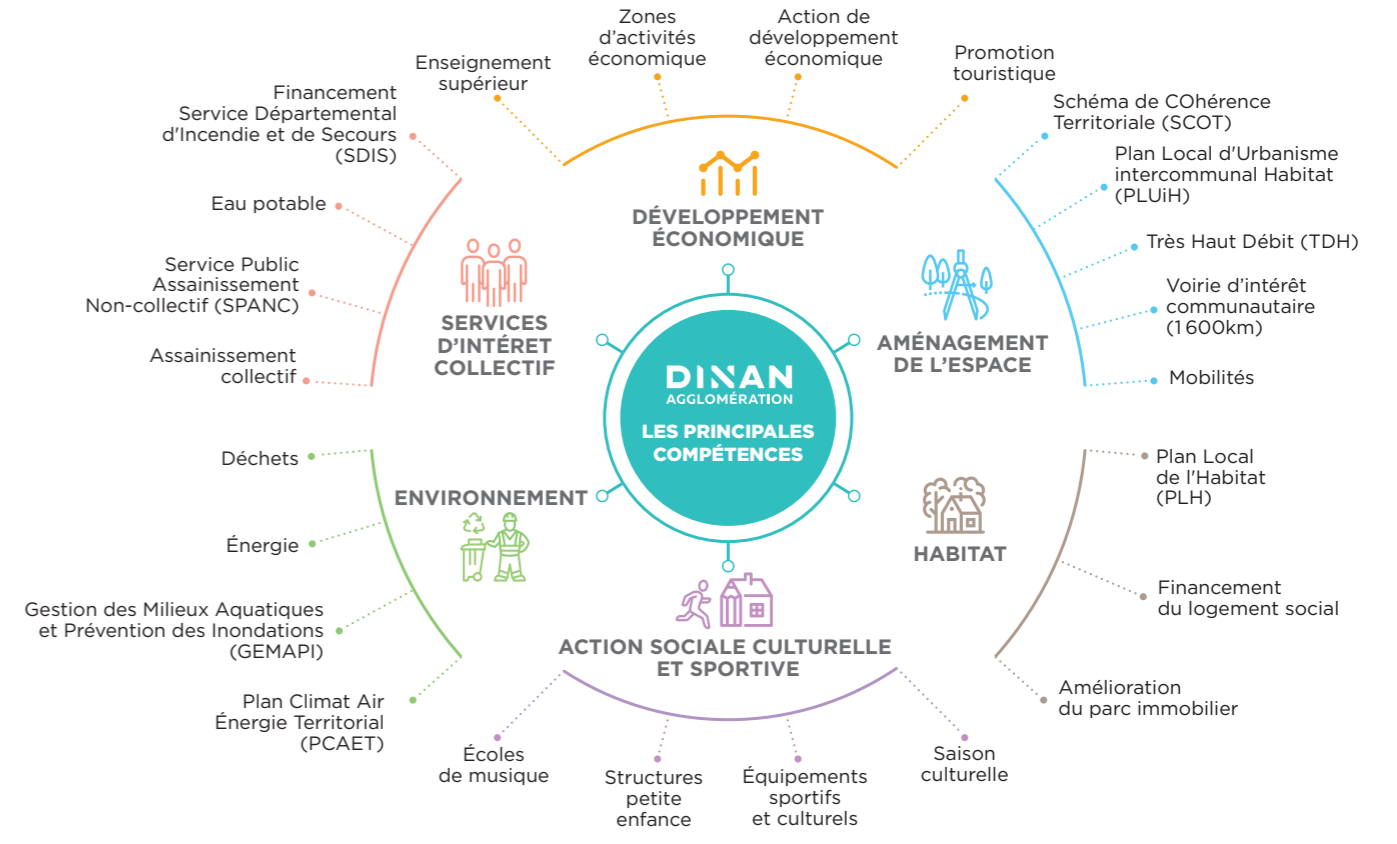 DINAN
AGGLOMÉRATION
LES PRINCIPALES
COMPÉTENCES
DÉVELOPPEMENT
ÉCONOMIQUE
Enseignement
supérieur
Zones
d’activités
économique
Action de
développement
économique
Promotion
touristique
AMÉNAGEMENT
DE L’ESPACE
Schéma de COhérence
Territoriale (SCOT)
Plan Local d'Urbanisme
intercommunal Habitat
(PLUiH)
Très Haut Débit (TDH)
Voirie d’intérêt
communautaire
(1 600km)
Mobilités
HABITAT
Plan Local
de l'Habitat
(PLH)
Financement
du logement social
Amélioration
du parc immobilier
ACTION SOCIALE CULTURELLE
ET SPORTIVE
Écoles
de musique
Structures
petite
enfance
Équipements
sportifs
et culturels
Saison
culturelle
ENVIRONNEMENT
Déchets
Énergie
Gestion des Milieux Aquatiques
et Prévention des Inondations
(GEMAPI)
Plan Climat Air
Énergie Territorial
(PCAET)
SERVICES
D’INTÉRET
COLLECTIF
Financement
Service Départemental
d'Incendie et de Secours
(SDIS)
Eau potable
Service Public
Assainissement
Non-collectif (SPANC)
Assainissement
collectif